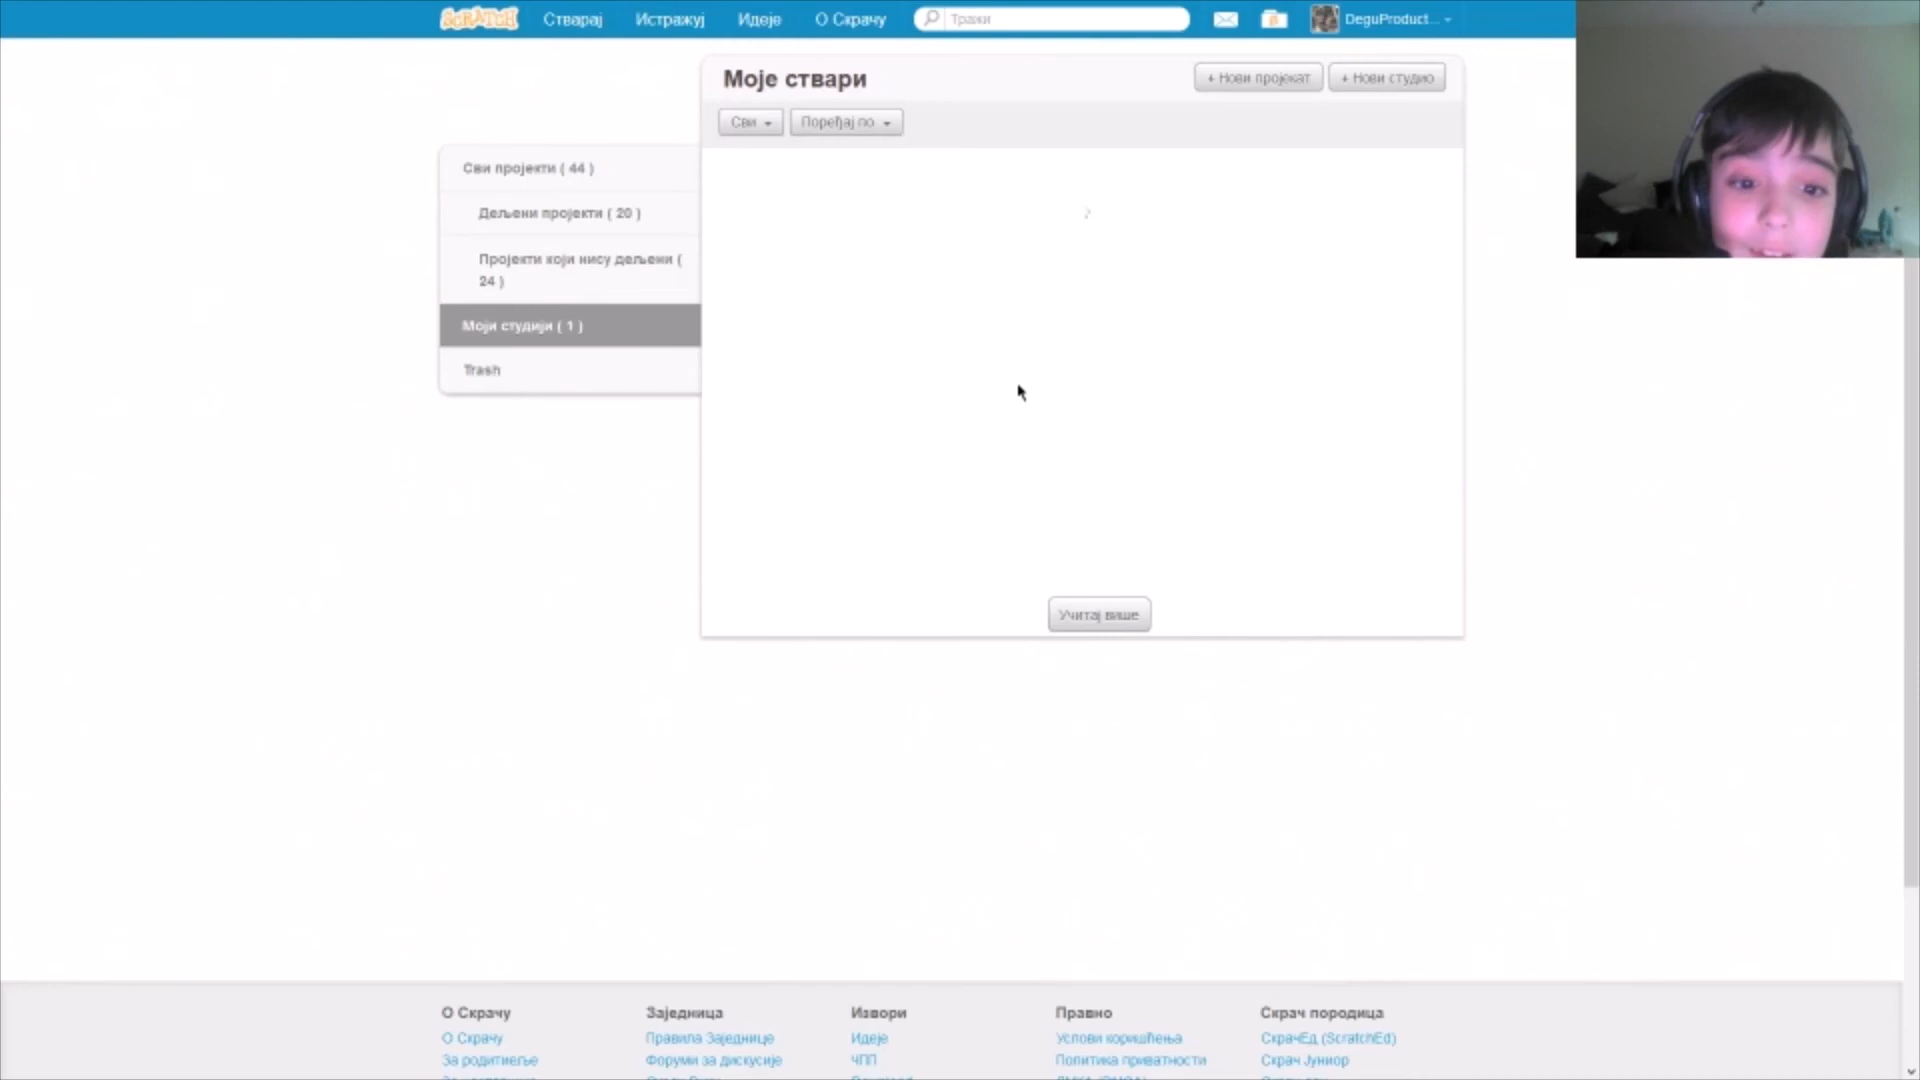 SCRATCH Стварај Истражуј Идеје О Скрачу Тражи DeguProduct...
Моје ствари
+ Нови пројекат + Нови студио
Сви Поређај по
Сви пројекти ( 44 )
Дељени пројекти ( 20 )
Пројекти који нису дељени (
24 )
Моји студији ( 1 )
Trash
Учитај више
О Скрачу Заједница Извори Правно Скрач породица
О Скрачу Правила Заједнице Идеје Услови коришћења СкрачЕд (ScratchEd)
За родитиеље Форуми за дискусије ЧПП Политика приватности Скрач Јуниор